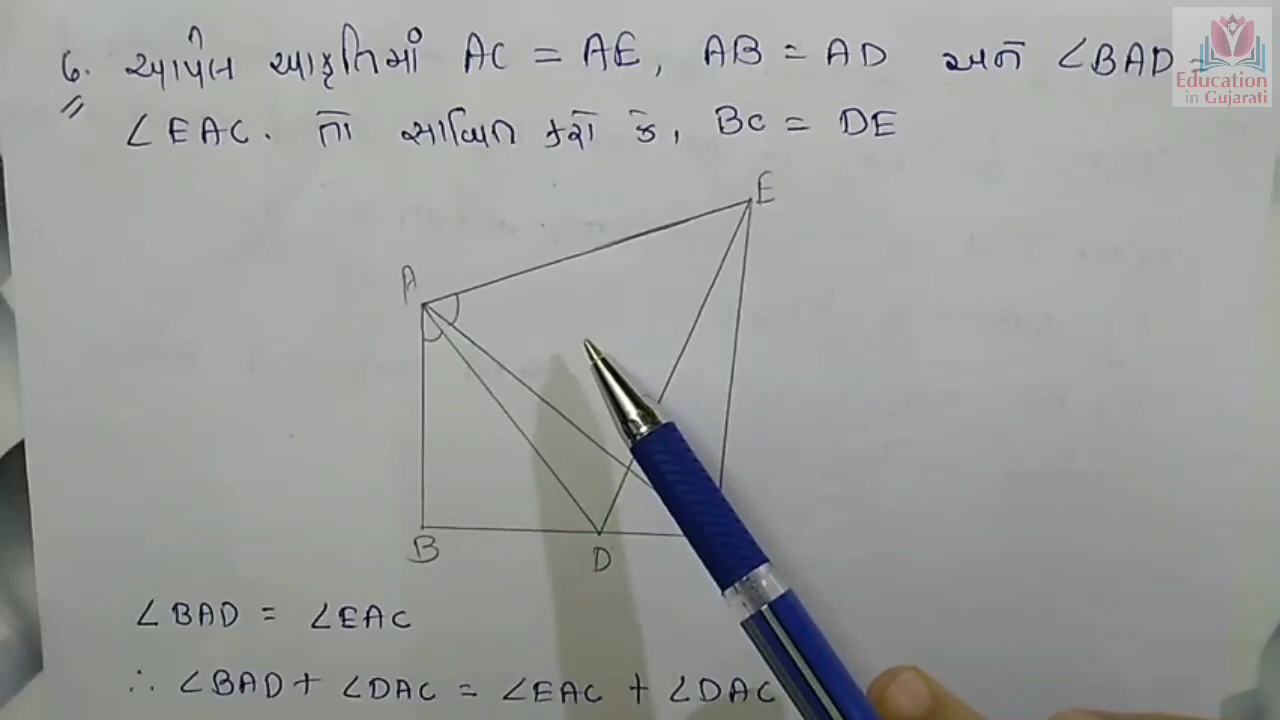 6. આપેલ આકૃતિમાં AC = AE, AB = AD અને ∠BAD =
∠EAC. તો સાબિત કરો કે, BC = DE
Education
in Gujarati
E
A
B
D
∠BAD = ∠EAC
∴ ∠BAD + ∠DAC = ∠EAC + ∠DAC